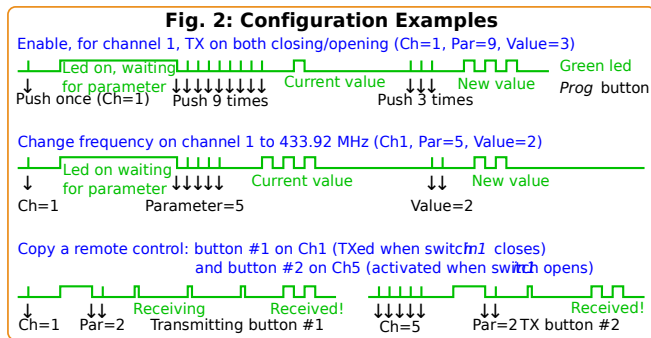 Fig. 2: Configuration Examples
Enable, for channel 1, TX on both closing/opening (Ch=1, Par=9, Value=3)
Led on, waiting for parameter
Current value
New value
Green led
Push once (Ch=1)
Push 9 times
Push 3 times
Prog button
Change frequency on channel 1 to 433.92 MHz (Ch1, Par=5, Value=2)
Led on waiting for parameter
Current value
New value
Ch=1
Parameter=5
Value=2
Copy a remote control: button #1 on Ch1 (TXed when switch In1 closes)
and button #2 on Ch5 (activated when switch In1 opens)
Receiving
Received!
Received!
Ch=1
Par=2
Transmitting button #1
Ch=5
Par=2
TX button #2